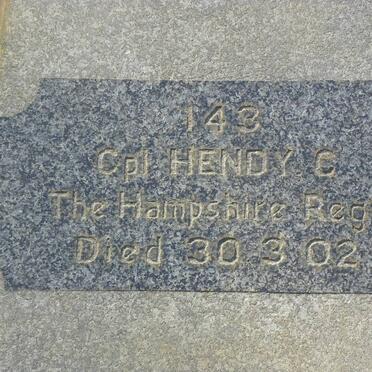 143
Cpl HENDY. C
The Hampshire Reg
Died 30.3.02